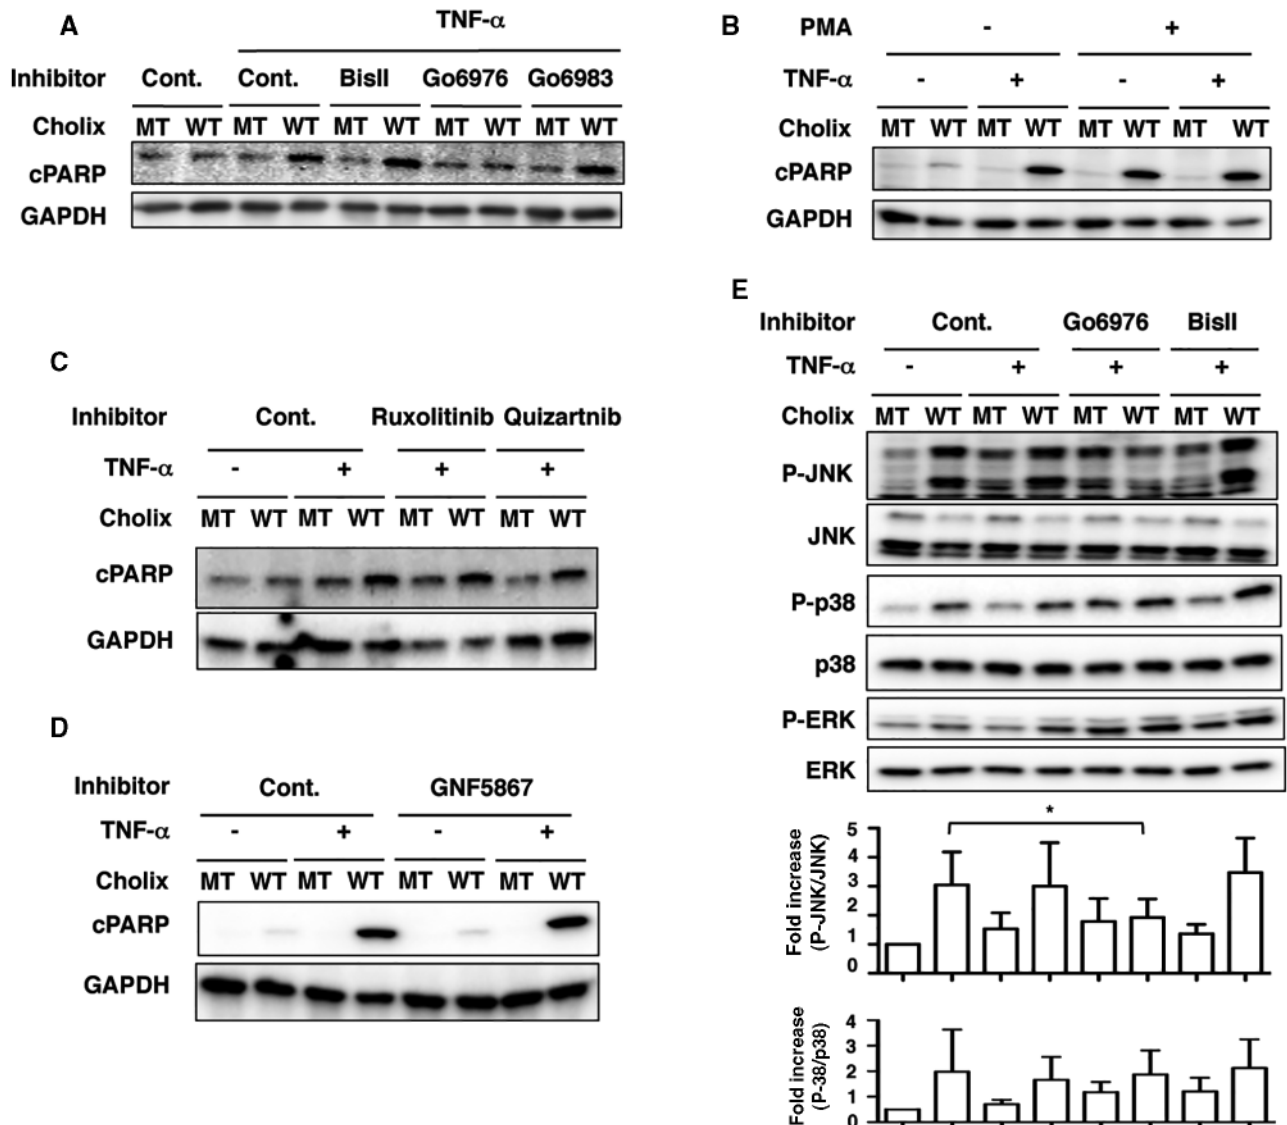 A
TNF-α
Inhibitor Cont. Cont. BisII Go6976 Go6983
Cholix MT WT MT WT MT WT MT WT MT WT
cPARP
GAPDH
B
PMA - +
TNF-α - + - +
Cholix MT WT MT WT MT WT MT WT
cPARP
GAPDH
C
Inhibitor Cont. Ruxolitinib Quizartnib
TNF-α - + + +
Cholix MT WT MT WT MT WT MT WT
cPARP
GAPDH
D
Inhibitor Cont. GNF5867
TNF-α - + - +
Cholix MT WT MT WT MT WT MT WT
cPARP
GAPDH
E
Inhibitor Cont. Go6976 BisII
TNF-α - + + +
Cholix MT WT MT WT MT WT MT WT
P-JNK
JNK
P-p38
p38
P-ERK
ERK
Fold increase
(P-JNK/JNK)
5
4
3
2
1
0
*
Fold increase
(P-38/p38)
4
3
2
1
0